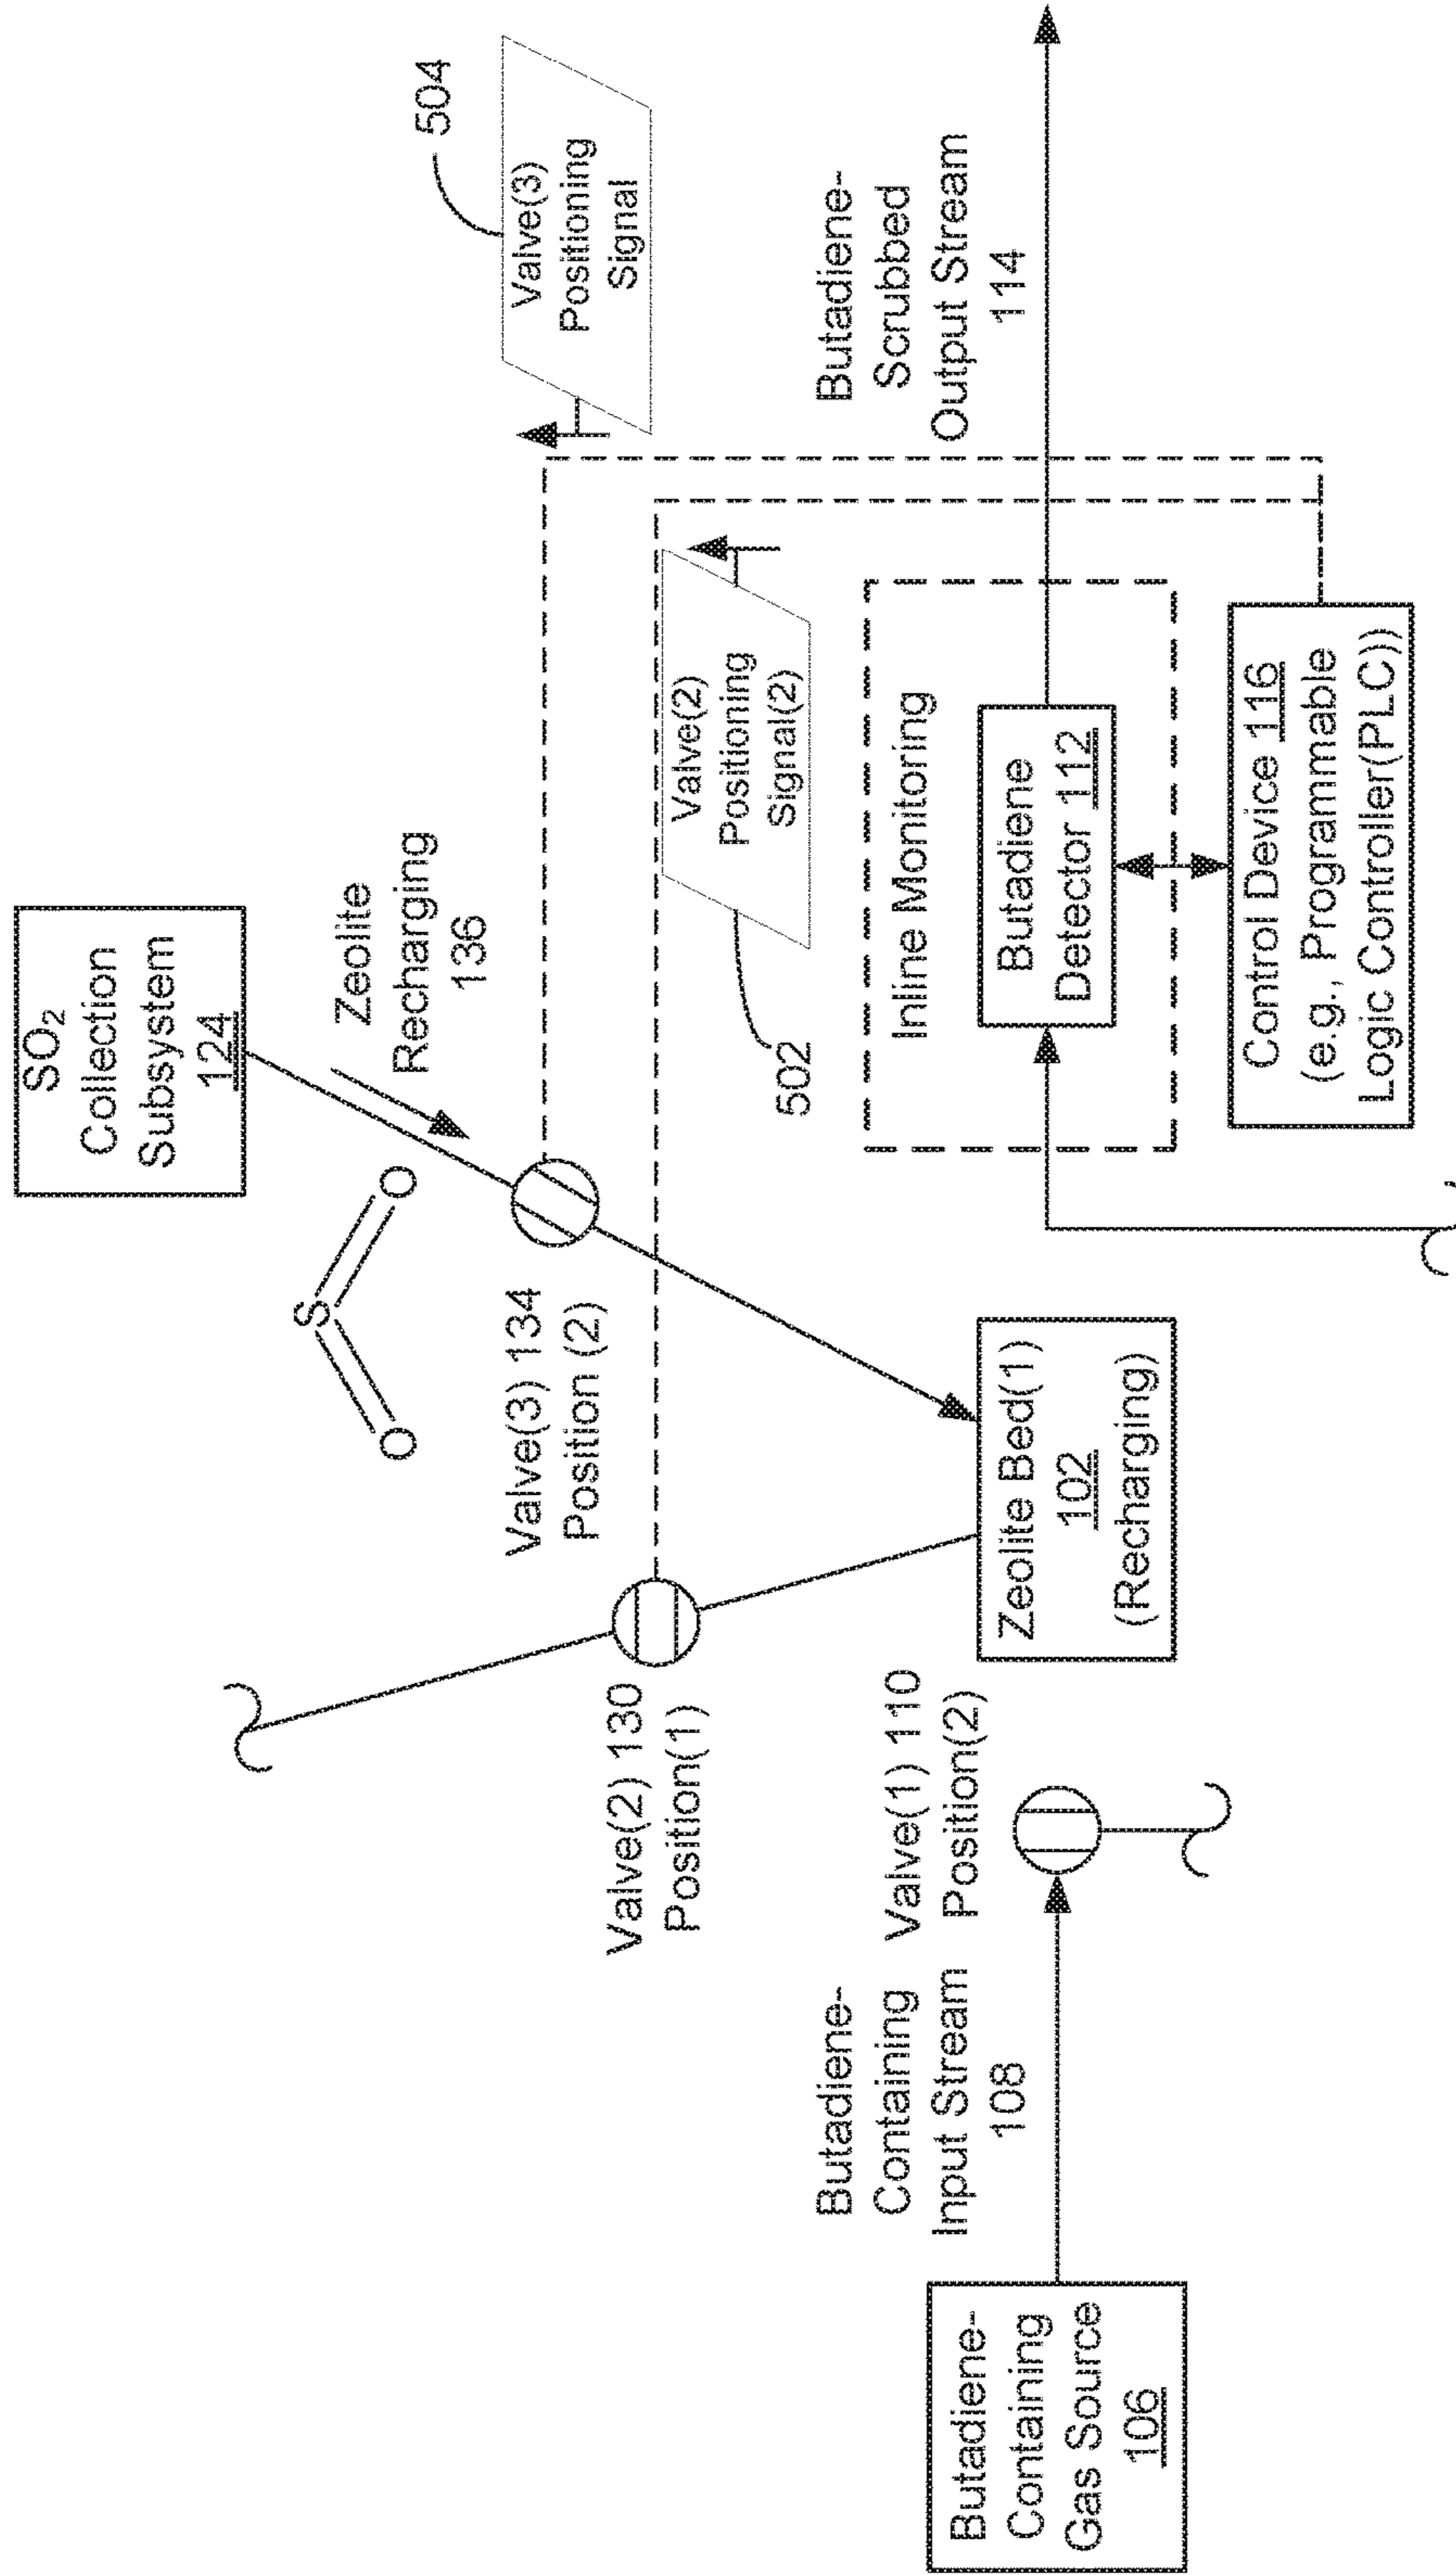 SO2
Collection
Subsystem
124
Zeolite
Recharging
136
S
O
O
504
Valve(3)
Positioning
Signal
Valve(3) 134
Position (2)
Valve(2) 130
Position(1)
502
Valve(2)
Positioning
Signal(2)
Butadiene-
Containing
Input Stream
108
Valve(1) 110
Position(2)
Inline Monitoring
Butadiene-
Scrubbed
Output Stream
114
Butadiene-
Containing
Gas Source
106
Zeolite Bed(1)
102
(Recharging)
Butadiene
Detector 112
Control Device 116
(e.g., Programmable
Logic Controller(PLC))